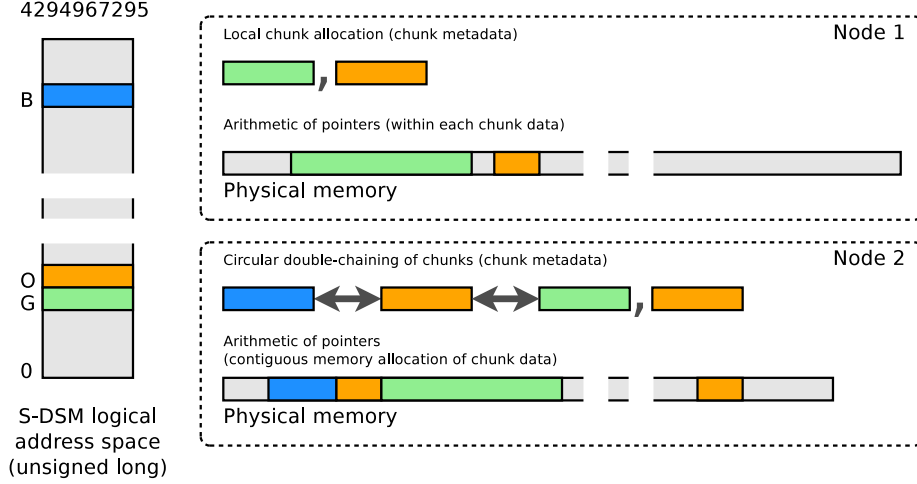 4294967295
B
O
G
0
S-DSM logical
address space
(unsigned long)
Node 1
Local chunk allocation (chunk metadata)
,
Arithmetic of pointers (within each chunk data)
Physical memory
Node 2
Circular double-chaining of chunks (chunk metadata)
,
Arithmetic of pointers
(contiguous memory allocation of chunk data)
Physical memory